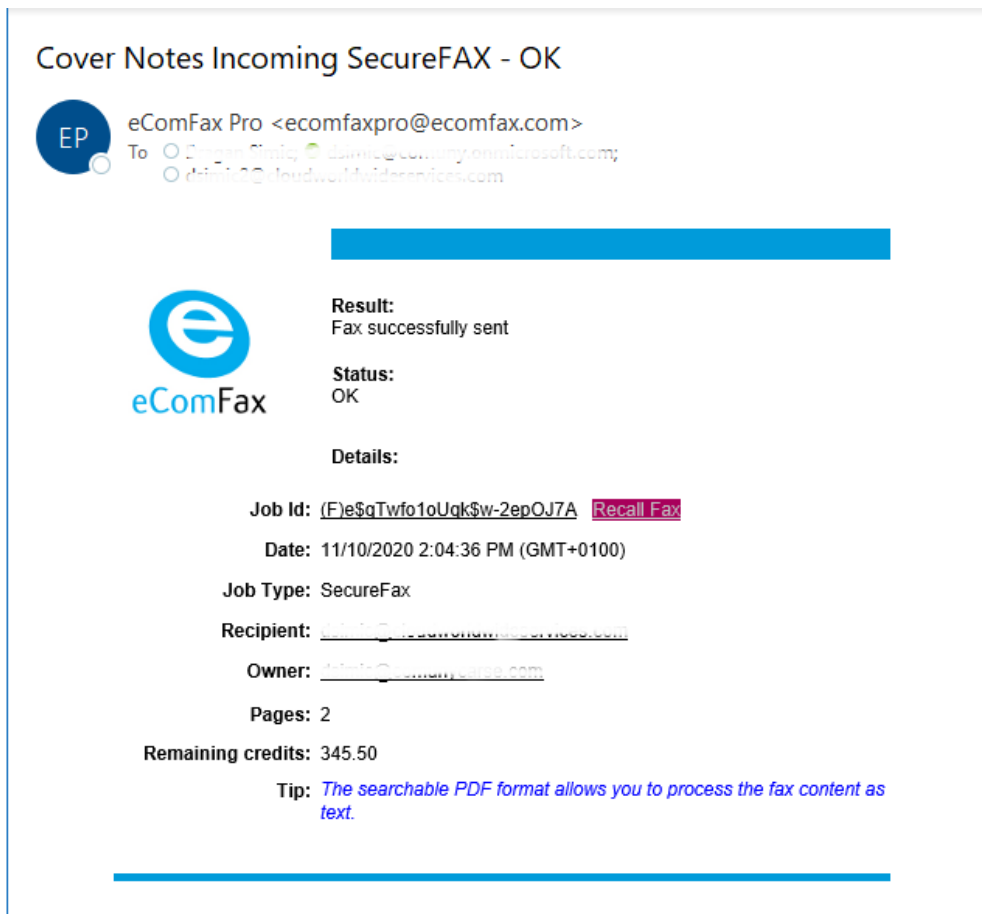 Cover Notes Incoming SecureFAX - OK
EP
eComFax Pro <ecomfaxpro@ecomfax.com>
To
Result:
Fax successfully sent
Status:
OK
eComFax
Details:
Job Id: (F)e$qTwfo1oUqk$w-2epOJ7A Recall Fax
Date: 11/10/2020 2:04:36 PM (GMT+0100)
Job Type: SecureFax
Recipient:
Owner:
Pages: 2
Remaining credits: 345.50
Tip: The searchable PDF format allows you to process the fax content as
text.